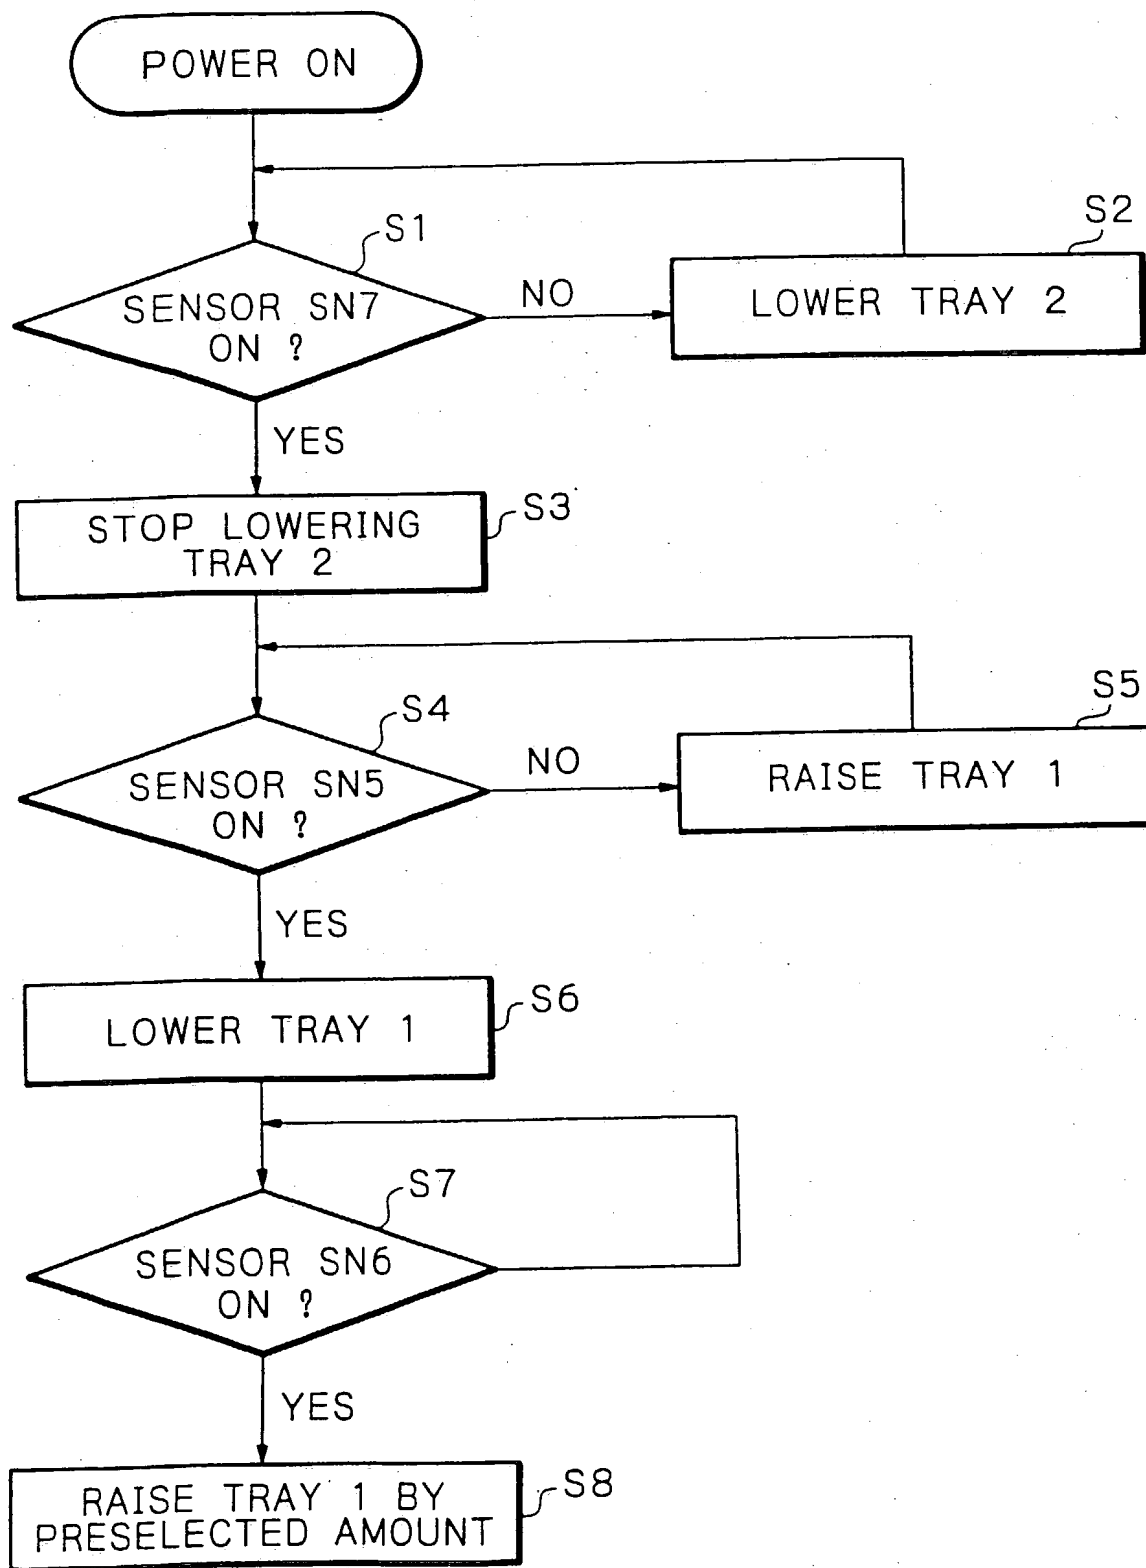 POWER ON
S1
SENSOR SN7
ON ?
NO
S2
LOWER TRAY 2
YES
S3
STOP LOWERING
TRAY 2
S4
SENSOR SN5
ON ?
NO
S5
RAISE TRAY 1
YES
S6
LOWER TRAY 1
S7
SENSOR SN6
ON ?
YES
S8
RAISE TRAY 1 BY
PRESELECTED AMOUNT